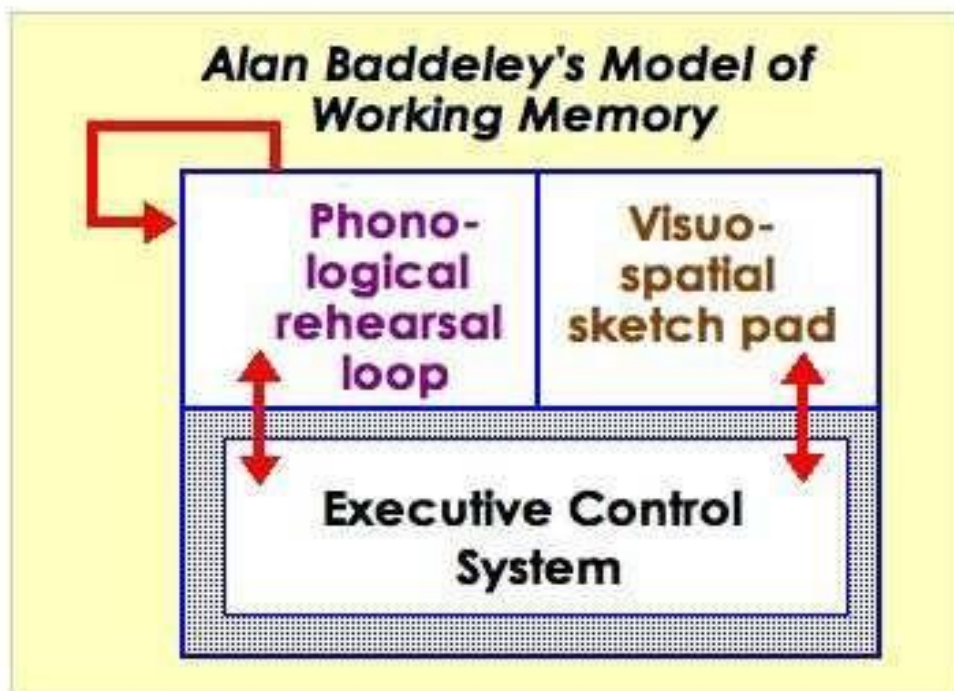 Alan Baddeley's Model of
Working Memory
Phono-
logical
rehearsal
loop
Visuo-
spatial
sketch pad
Executive Control
System